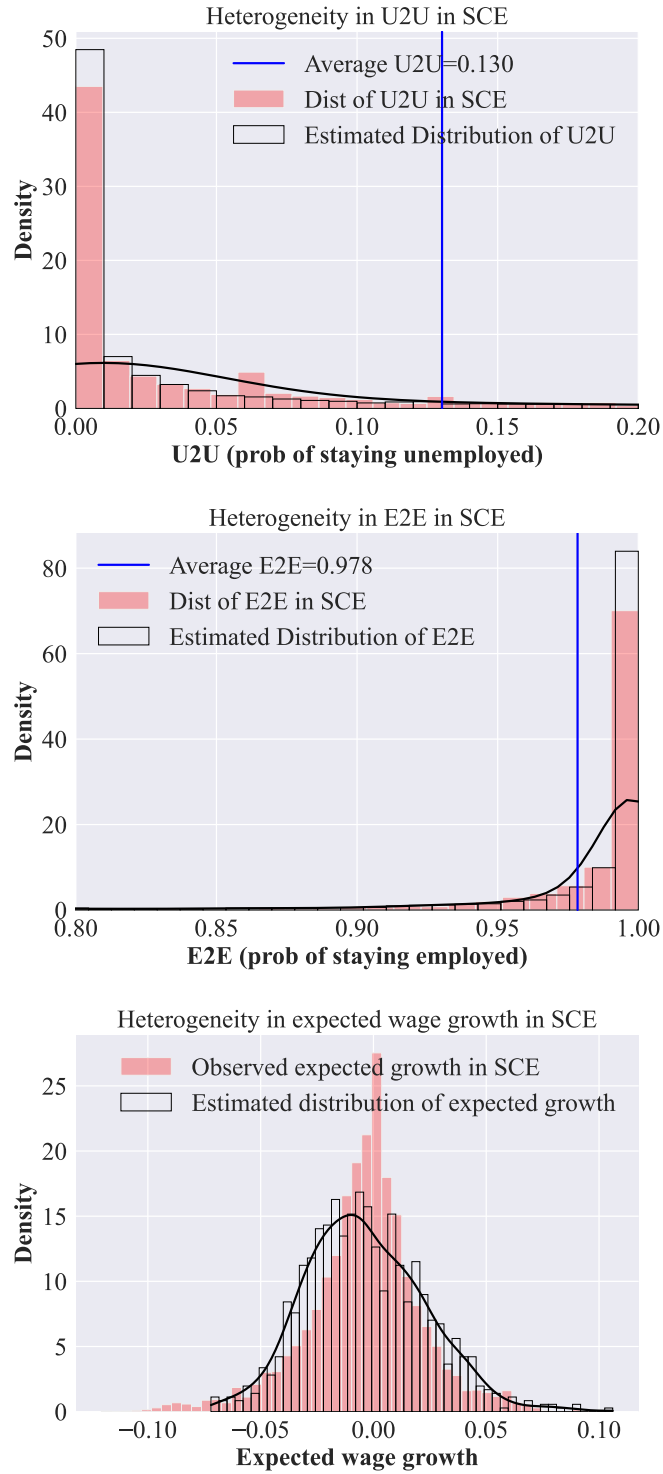 Heterogeneity in U2U in SCE
50
40
30
20
10
0
Density
Average U2U=0.130
Dist of U2U in SCE
Estimated Distribution of U2U
0.00 0.05 0.10 0.15 0.20
U2U (prob of staying unemployed)
Heterogeneity in E2E in SCE
80
60
40
20
0
Density
Average E2E=0.978
Dist of E2E in SCE
Estimated Distribution of E2E
0.80 0.85 0.90 0.95 1.00
E2E (prob of staying employed)
Heterogeneity in expected wage growth in SCE
25
20
15
10
5
0
Density
Observed expected growth in SCE
Estimated distribution of expected growth
−0.10 −0.05 0.00 0.05 0.10
Expected wage growth